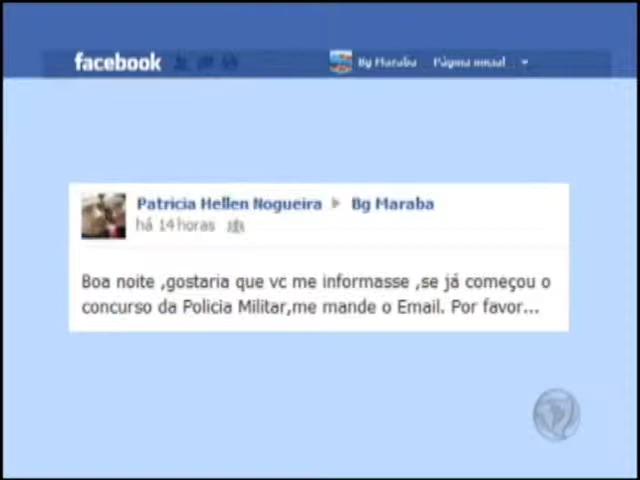 facebook
Bg Maraba Página inicial
Patricia Hellen Nogueira Bg Maraba
há 14 horas
Boa noite ,gostaria que vc me informasse ,se já começou o
concurso da Policia Militar,me mande o Email. Por favor...